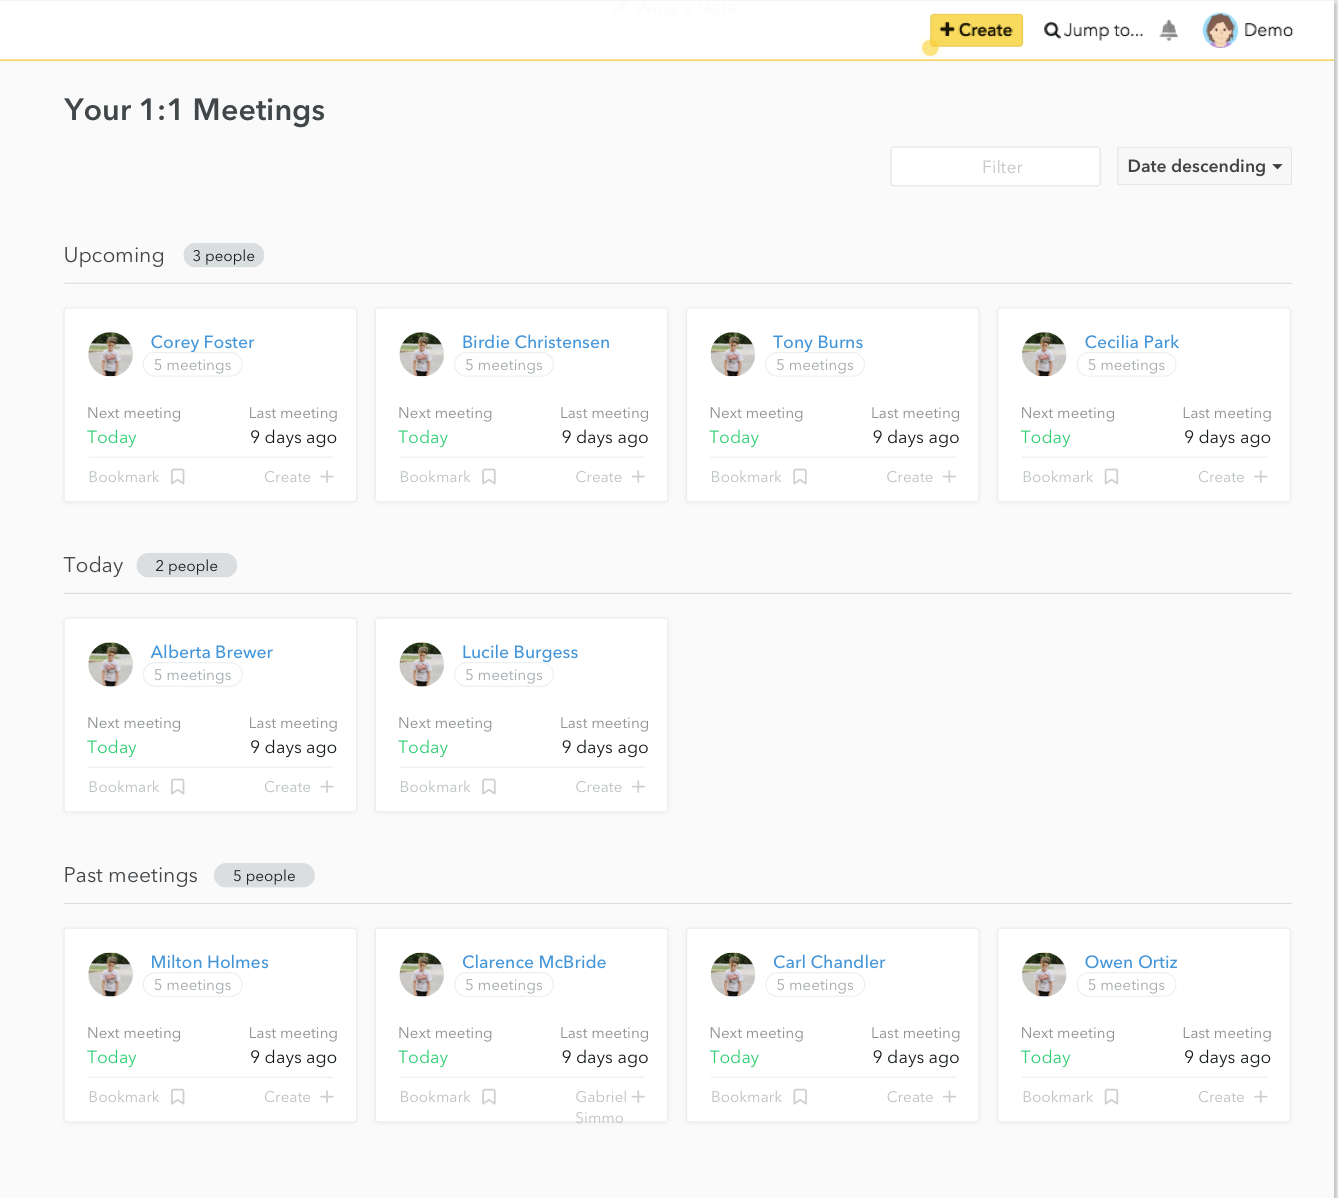 Write a Note
Create Jump to... Demo
Your 1:1 Meetings
Filter Date descending
Upcoming 3 people
Corey Foster Birdie Christensen Tony Burns Cecilia Park
5 meetings 5 meetings 5 meetings 5 meetings
Next meeting Last meeting Next meeting Last meeting Next meeting Last meeting Next meeting Last meeting
Today 9 days ago Today 9 days ago Today 9 days ago Today 9 days ago
Bookmark Create Bookmark Create Bookmark Create Bookmark Create
Today 2 people
Alberta Brewer Lucile Burgess
5 meetings 5 meetings
Next meeting Last meeting Next meeting Last meeting
Today 9 days ago Today 9 days ago
Bookmark Create Bookmark Create
Past meetings 5 people
Milton Holmes Clarence McBride Carl Chandler Owen Ortiz
5 meetings 5 meetings 5 meetings 5 meetings
Next meeting Last meeting Next meeting Last meeting Next meeting Last meeting Next meeting Last meeting
Today 9 days ago Today 9 days ago Today 9 days ago Today 9 days ago
Bookmark Create Bookmark Gabriel Bookmark Create Bookmark Create
Simmo